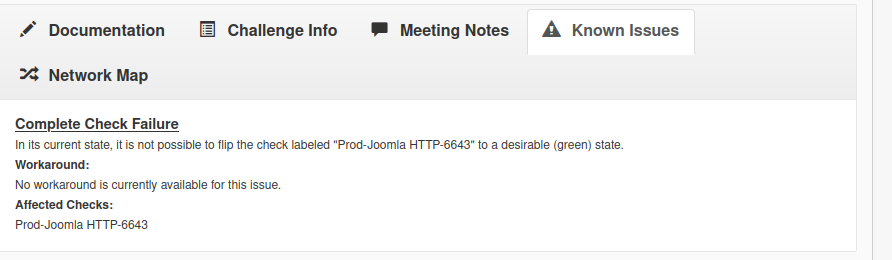 Documentation
Challenge Info
Meeting Notes
Known Issues
Network Map
Complete Check Failure
In its current state, it is not possible to flip the check labeled "Prod-Joomla HTTP-6643" to a desirable (green) state.
Workaround:
No workaround is currently available for this issue.
Affected Checks:
Prod-Joomla HTTP-6643